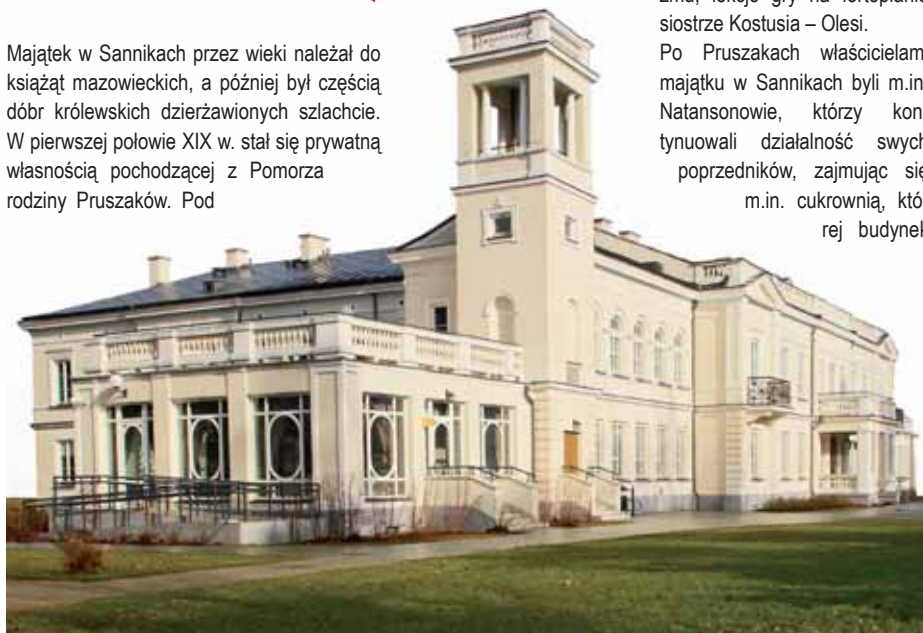 Majątek w Sannikach przez wieki należał do
książąt mazowieckich, a później był częścią
dóbr królewskich dzierżawionych szlachcie.
W pierwszej połowie XIX w. stał się prywatną
własnością pochodzącej z Pomorza
rodziny Pruszaków. Pod
siostrze Kostusia – Olesi.
Po Pruszakach właścicielam
majątku w Sannikach byli m.in
Natansonowie, którzy kon
tynuowali działalność swych
poprzedników, zajmując się
m.in. cukrownią, któ
rej budynek